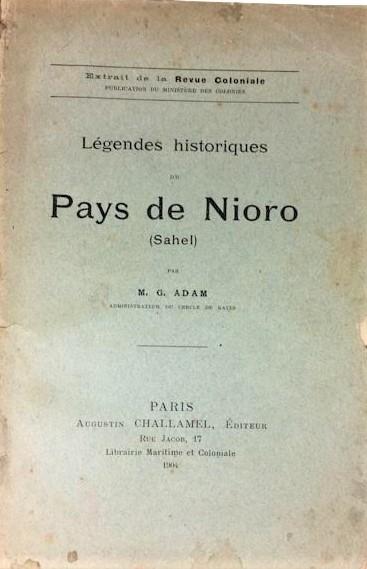 Extrait de la Revue Coloniale
PUBLICATION DU MINISTÈRE DES COLONIES
Légendes historiques
DU
Pays de Nioro
(Sahel)
PAR
M. G. ADAM
ADMINISTRATEUR DU CERCLE DE KAYES
PARIS
Augustin CHALLAMEL, Éditeur
Rue Jacob, 17
Librairie Maritime et Coloniale
1904